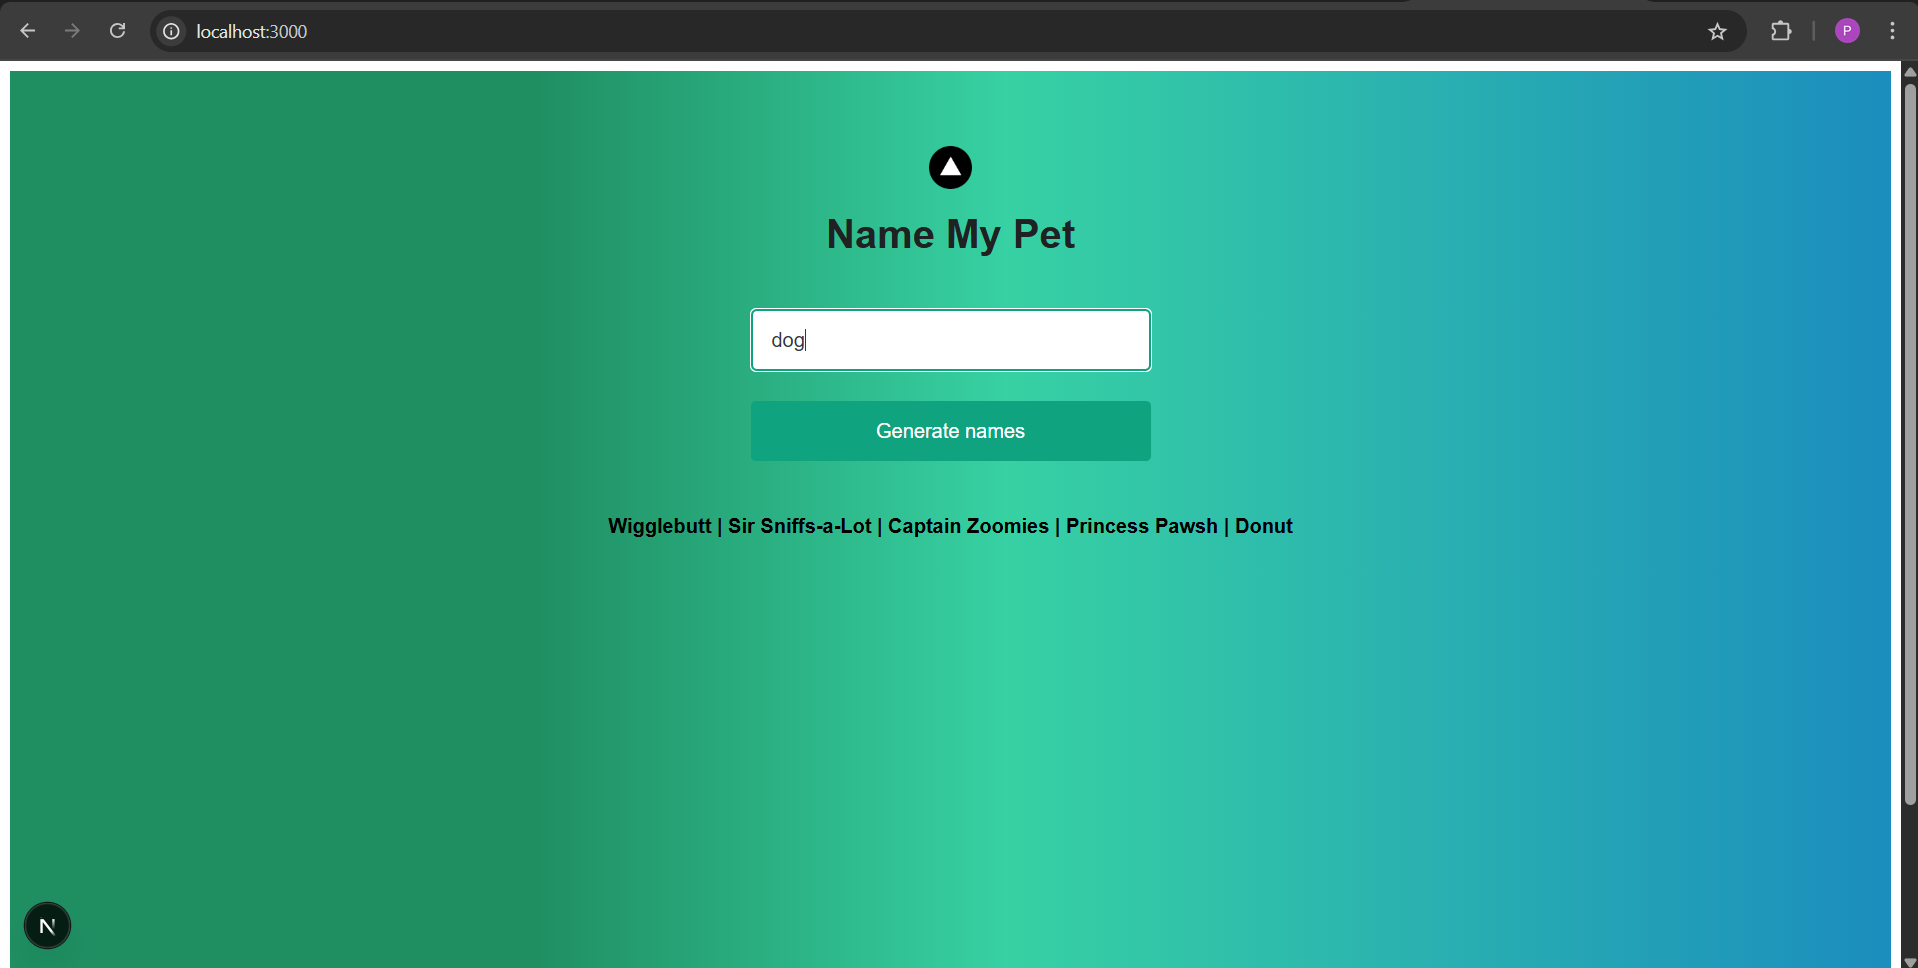 localhost:3000
P
Name My Pet
dog
Generate names
Wigglebutt | Sir Sniffs-a-Lot | Captain Zoomies | Princess Pawsh | Donut
N